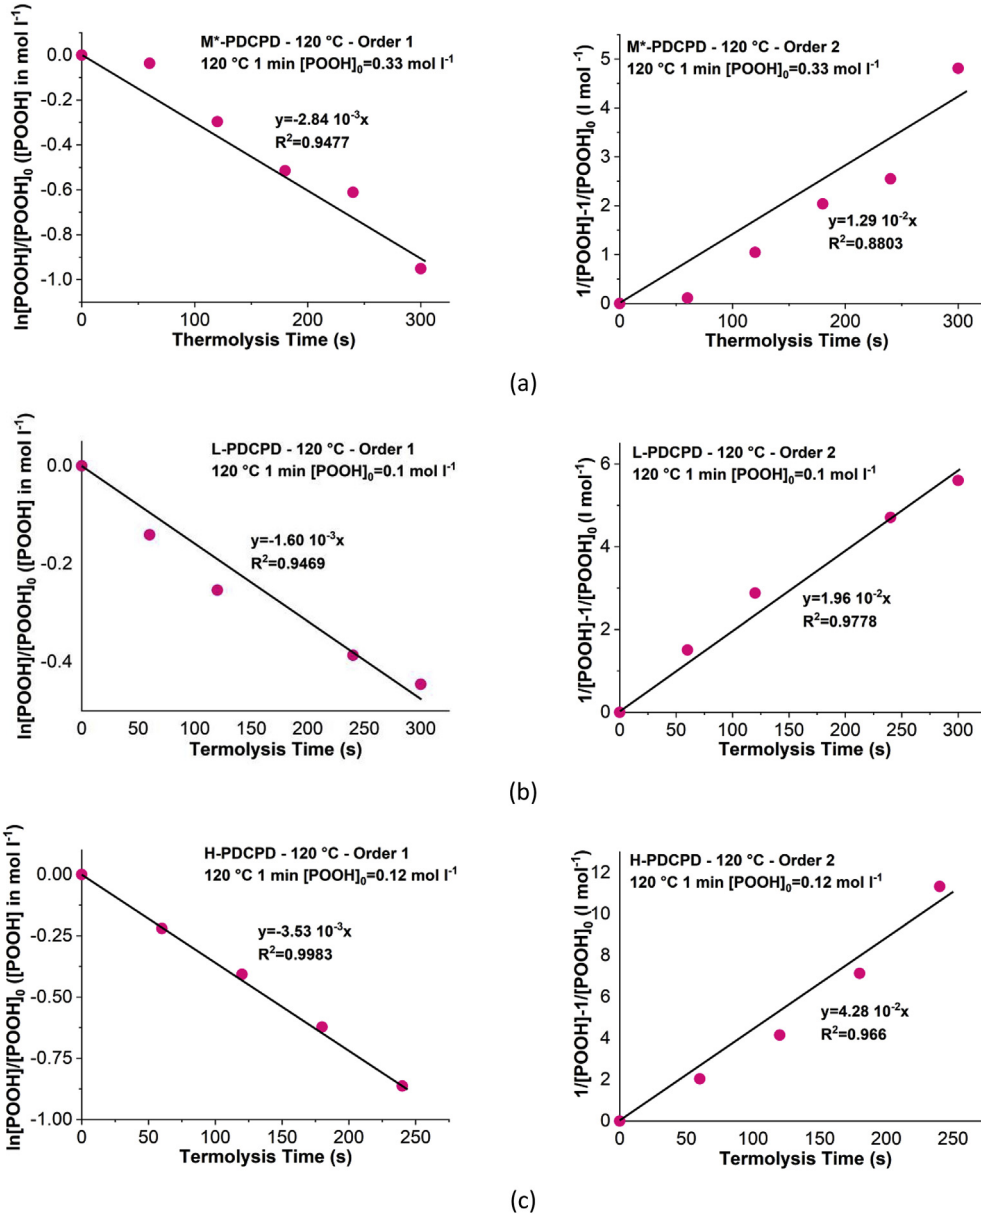 M*-PDCPD - 120 °C - Order 1
120 °C 1 min [POOH]₀=0.33 mol l⁻¹
y=-2.84 10⁻³x
R²=0.9477
ln[POOH]/[POOH]₀ ([POOH] in mol l⁻¹)
0.0
-0.2
-0.4
-0.6
-0.8
-1.0
0 100 200 300
Thermolysis Time (s)
M*-PDCPD - 120 °C - Order 2
120 °C 1 min [POOH]₀=0.33 mol l⁻¹
y=1.29 10⁻²x
R²=0.8803
1/[POOH]-1/[POOH]₀ (l mol⁻¹)
5
4
3
2
1
0
0 100 200 300
Thermolysis Time (s)
(a)
L-PDCPD - 120 °C - Order 1
120 °C 1 min [POOH]₀=0.1 mol l⁻¹
y=-1.60 10⁻³x
R²=0.9469
ln[POOH]/[POOH]₀ ([POOH] in mol l⁻¹)
0.0
-0.2
-0.4
0 50 100 150 200 250 300
Termolysis Time (s)
L-PDCPD - 120 °C - Order 2
120 °C 1 min [POOH]₀=0.1 mol l⁻¹
y=1.96 10⁻²x
R²=0.9778
1/[POOH]-1/[POOH]₀ (l mol⁻¹)
6
4
2
0
0 50 100 150 200 250 300
Termolysis Time (s)
(b)
H-PDCPD - 120 °C - Order 1
120 °C 1 min [POOH]₀=0.12 mol l⁻¹
y=-3.53 10⁻³x
R²=0.9983
ln[POOH]/[POOH]₀ ([POOH] in mol l⁻¹)
0.00
-0.25
-0.50
-0.75
-1.00
0 50 100 150 200 250
Termolysis Time (s)
H-PDCPD - 120 °C - Order 2
120 °C 1 min [POOH]₀=0.12 mol l⁻¹
y=4.28 10⁻²x
R²=0.966
1/[POOH]-1/[POOH]₀ (l mol⁻¹)
12
10
8
6
4
2
0
0 50 100 150 200
Termolysis Time (s)
(c)